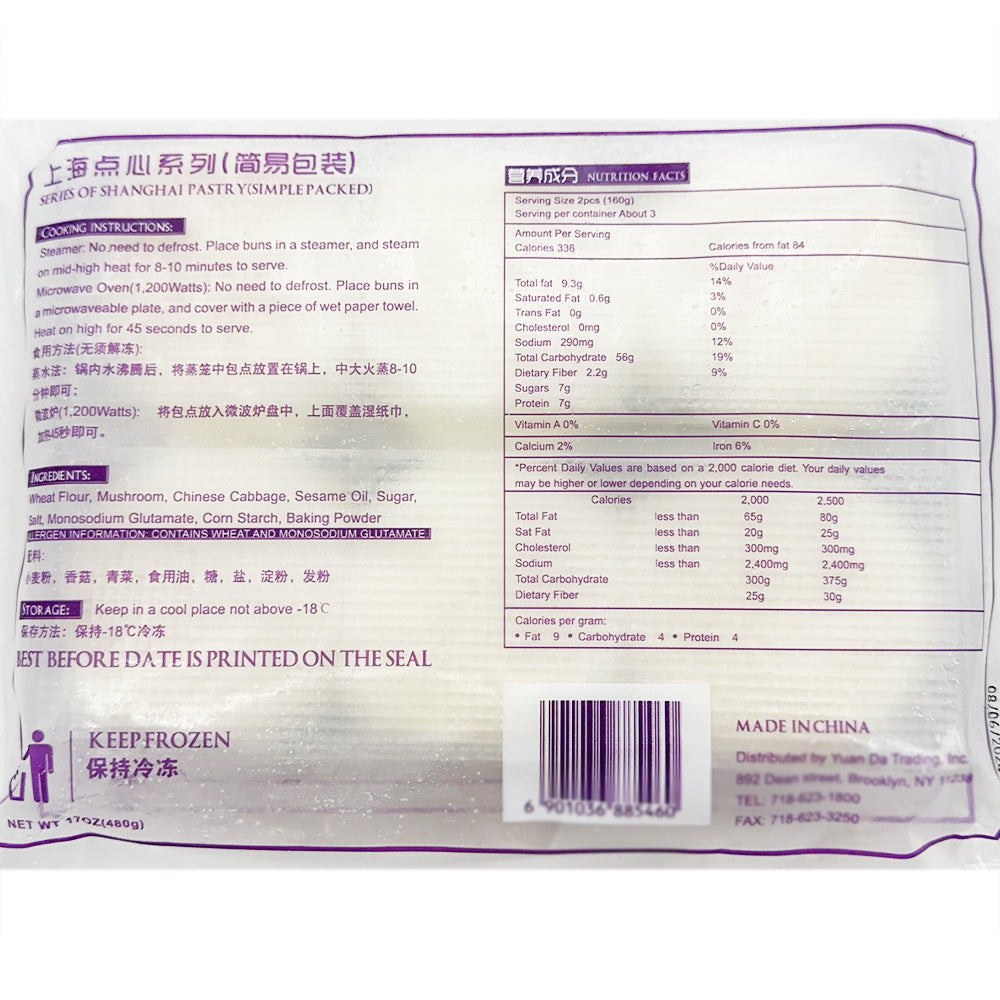 上海点心系列(简易包装)
SERIES OF SHANGHAI PASTRY(SIMPLE PACKED)
COOKING INSTRUCTIONS:
Steamer: No need to defrost. Place buns in a steamer, and steam
on mid-high heat for 8-10 minutes to serve.
Microwave Oven(1,200Watts): No need to defrost. Place buns in
a microwaveable plate, and cover with a piece of wet paper towel.
Heat on high for 45 seconds to serve.
食用方法(无须解冻):
蒸水法：锅内水沸腾后，将蒸笼中包点放置在锅上，中大火蒸8-10
分钟即可；
微波炉(1,200Watts): 将包点放入微波炉盘中，上面覆盖湿纸巾，
加热45秒即可。
INGREDIENTS:
Wheat Flour, Mushroom, Chinese Cabbage, Sesame Oil, Sugar,
Salt, Monosodium Glutamate, Corn Starch, Baking Powder
ALLERGEN INFORMATION: CONTAINS WHEAT AND MONOSODIUM GLUTAMATE
配料:
小麦粉，香菇，青菜，食用油，糖，盐，淀粉，发粉
STORAGE: Keep in a cool place not above -18℃
保存方法：保持-18℃冷冻
BEST BEFORE DATE IS PRINTED ON THE SEAL
KEEP FROZEN
保持冷冻
NET WT 17OZ(480g)
营养成分 NUTRITION FACTS
Serving Size 2pcs (160g)
Serving per container About 3
Amount Per Serving
Calories 336 Calories from fat 84
%Daily Value
Total fat 9.3g 14%
Saturated Fat 0.6g 3%
Trans Fat 0g 0%
Cholesterol 0mg 0%
Sodium 290mg 12%
Total Carbohydrate 56g 19%
Dietary Fiber 2.2g 9%
Sugars 7g
Protein 7g
Vitamin A 0% Vitamin C 0%
Calcium 2% Iron 6%
*Percent Daily Values are based on a 2,000 calorie diet. Your daily values
may be higher or lower depending on your calorie needs.
Calories 2,000 2,500
Total Fat less than 65g 80g
Sat Fat less than 20g 25g
Cholesterol less than 300mg 300mg
Sodium less than 2,400mg 2,400mg
Total Carbohydrate 300g 375g
Dietary Fiber 25g 30g
Calories per gram:
• Fat 9 • Carbohydrate 4 • Protein 4
6 901036 885460
MADE IN CHINA
Distributed by Yuan Da Trading, Inc.
892 Dean street, Brooklyn, NY 11238
TEL: 718-623-1800
FAX: 718-623-3250